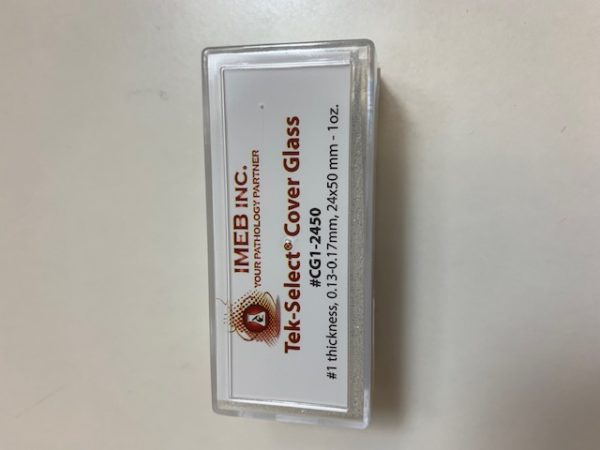 IMEB INC.
YOUR PATHOLOGY PARTNER
Tek-Select® Cover Glass
#CG1-2450
#1 thickness, 0.13-0.17mm, 24x50 mm - 1oz.